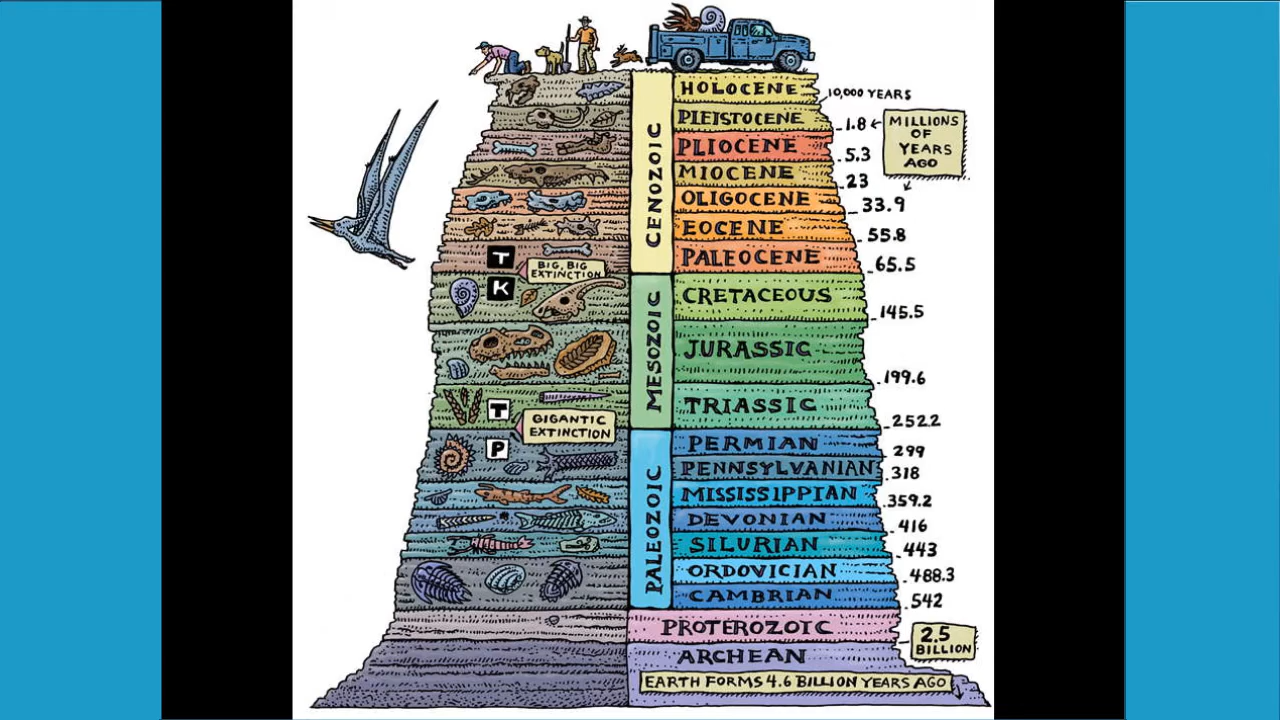 HOLOCENE
10,000 YEARS
PLEISTOCENE
1.8
MILLIONS
OF
YEARS
AGO
PLIOCENE
5.3
MIOCENE
23
OLIGOCENE
33.9
EOCENE
55.8
PALEOCENE
65.5
CENOZOIC
T
BIG, BIG
EXTINCTION
K
CRETACEOUS
145.5
JURASSIC
199.6
TRIASSIC
252.2
MESOZOIC
T
GIGANTIC
EXTINCTION
P
PERMIAN
299
PENNSYLVANIAN
318
MISSISSIPPIAN
359.2
DEVONIAN
416
SILURIAN
443
ORDOVICIAN
488.3
CAMBRIAN
542
PALEOZOIC
PROTEROZOIC
2.5
BILLION
ARCHEAN
EARTH FORMS 4.6 BILLION YEARS AGO